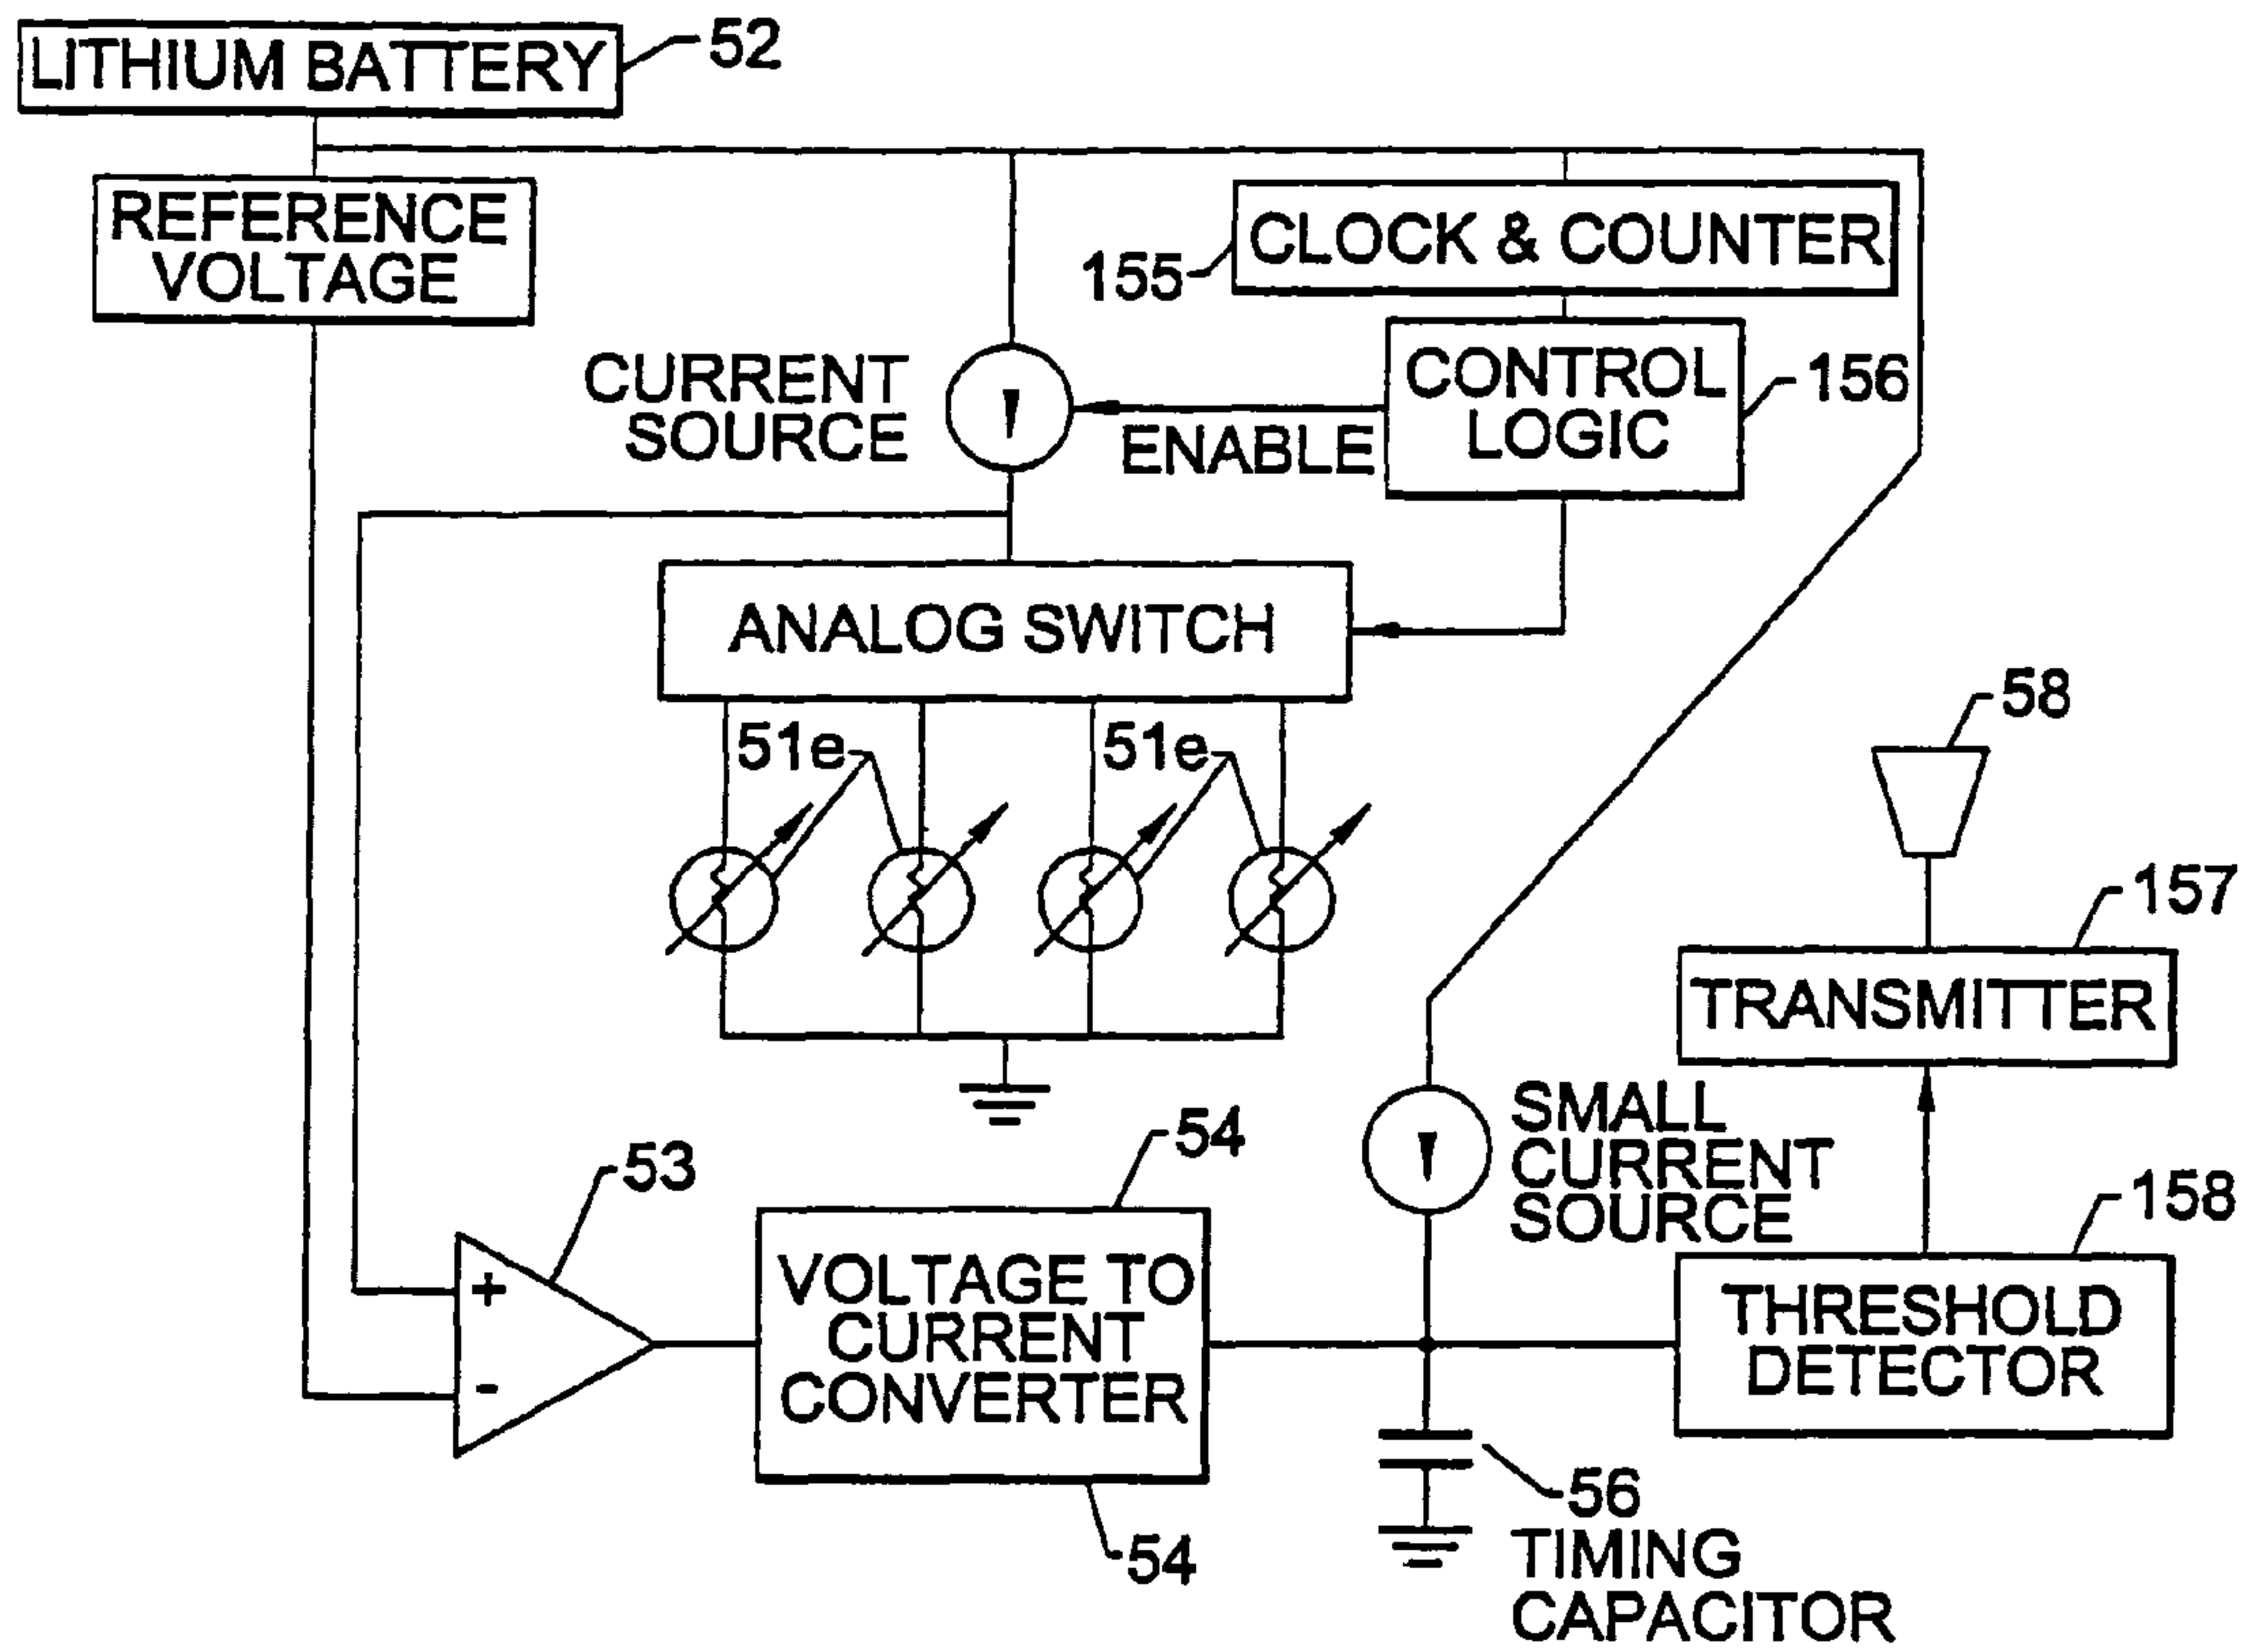 LITHIUM BATTERY
52
REFERENCE
VOLTAGE
CLOCK & COUNTER
155
CURRENT
SOURCE
ENABLE
CONTROL
LOGIC
156
ANALOG SWITCH
51e
51e
58
157
TRANSMITTER
SMALL
CURRENT
SOURCE
53
+
-
54
VOLTAGE TO
CURRENT
CONVERTER
54
158
THRESHOLD
DETECTOR
56
TIMING
CAPACITOR